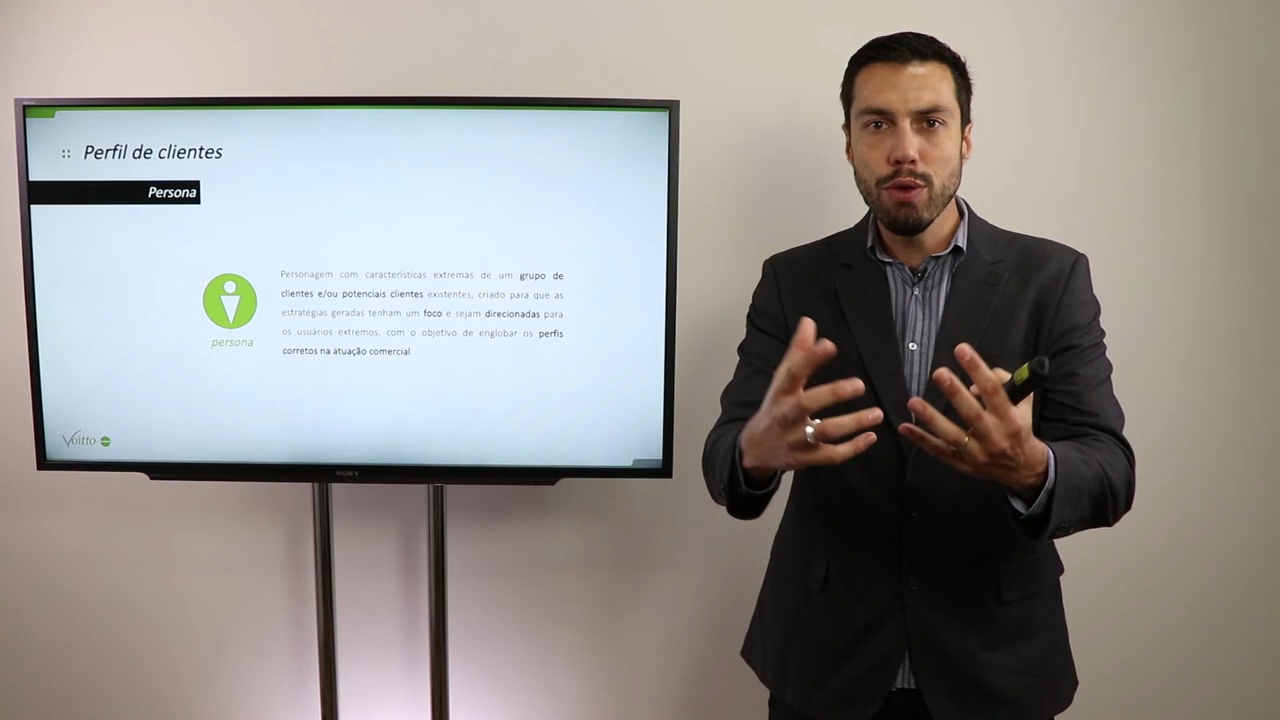 Perfil de clientes
Persona
Personagem com características extremas de um grupo de
clientes e/ou potenciais clientes existentes, criado para que as
estratégias geradas tenham um foco e sejam direcionadas para
os usuários extremos, com o objetivo de englobar os perfis
corretos na atuação comercial.
persona
Voitto
SONY